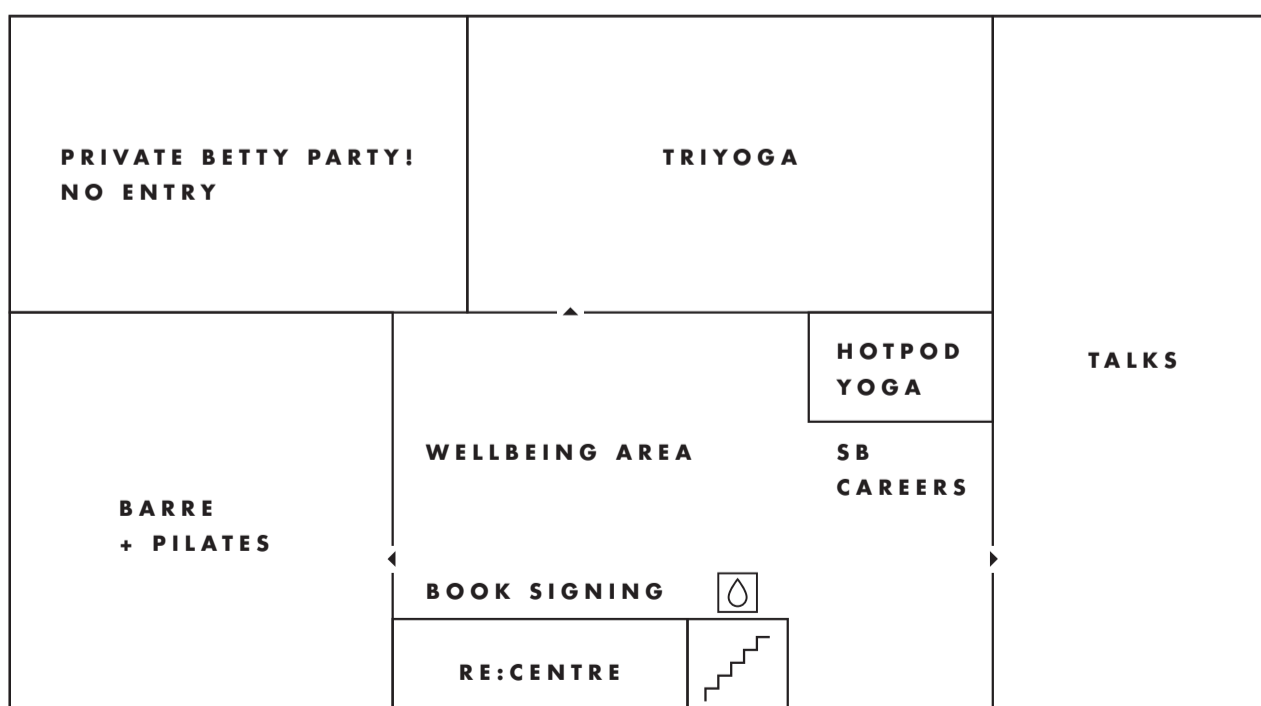 PRIVATE BETTY PARTY!
NO ENTRY
TRIYOGA
HOTPOD
YOGA
TALKS
WELLBEING AREA
SB
CAREERS
BARRE
+ PILATES
BOOK SIGNING
RE:CENTRE